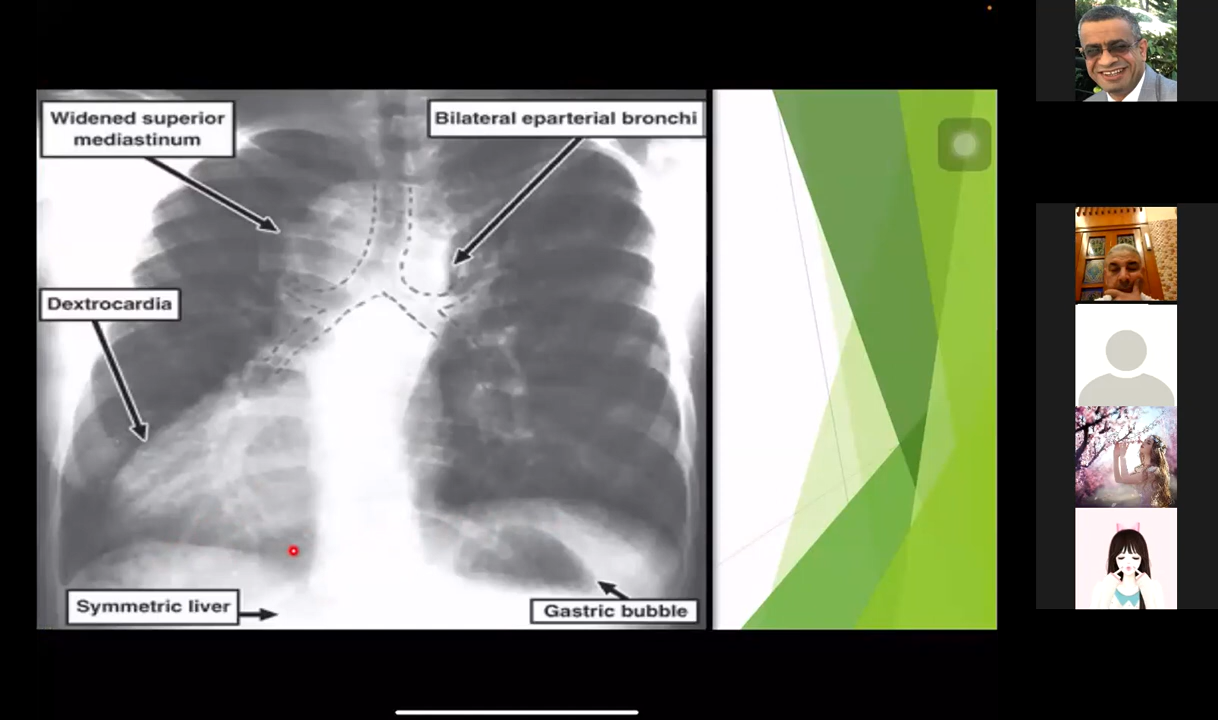 Widened superior
mediastinum
Bilateral eparterial bronchi
Dextrocardia
Symmetric liver
Gastric bubble